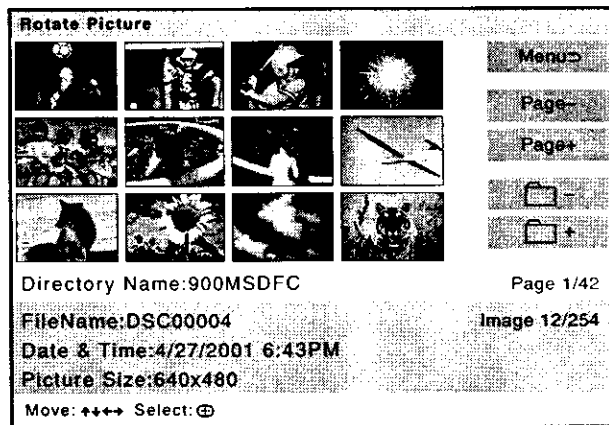 Rotate Picture
Menu
Page–
Page+
–
+
Directory Name:900MSDFC
Page 1/42
FileName:DSC00004
Image 12/254
Date & Time:4/27/2001 6:43PM
Picture Size:640x480
Move: ↑↓←→ Select: ⊕